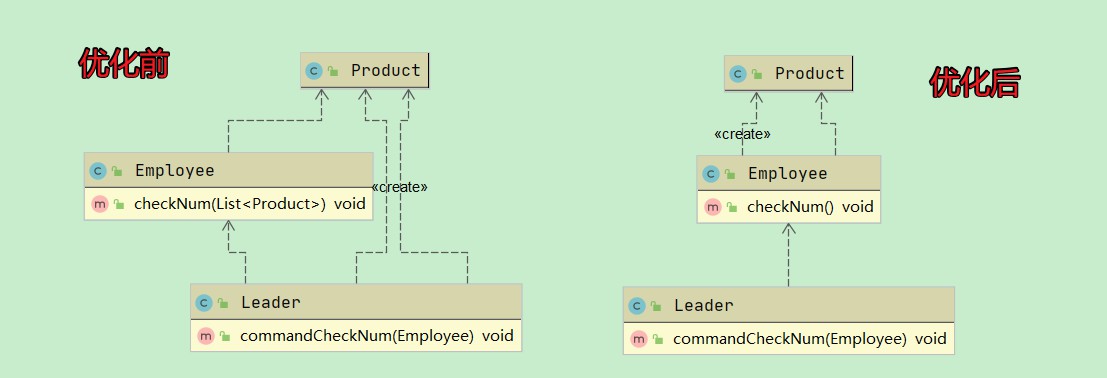 优化前
C Product
«create»
C Employee
m checkNum(List<Product>) void
C Leader
m commandCheckNum(Employee) void
优化后
C Product
«create»
C Employee
m checkNum() void
C Leader
m commandCheckNum(Employee) void